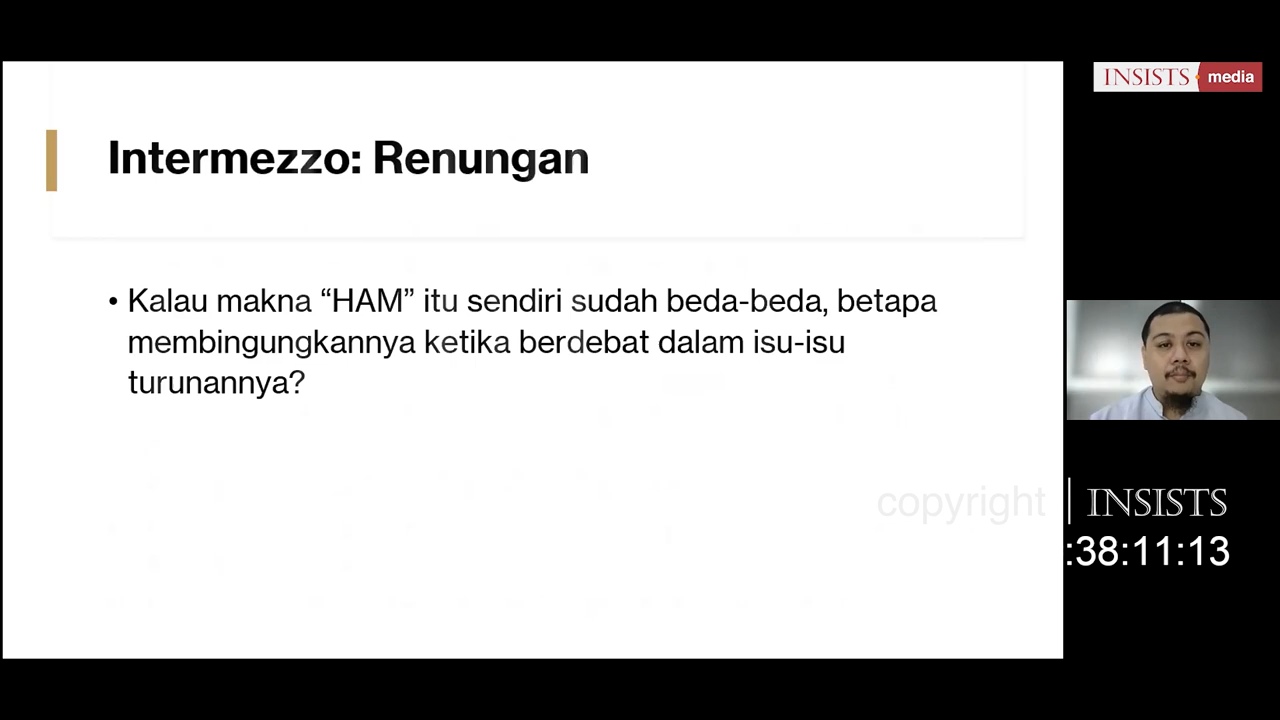 INSISTS media
Intermezzo: Renungan
• Kalau makna “HAM” itu sendiri sudah beda-beda, betapa
membingungkannya ketika berdebat dalam isu-isu
turunannya?
copyright INSISTS
:38:11:13